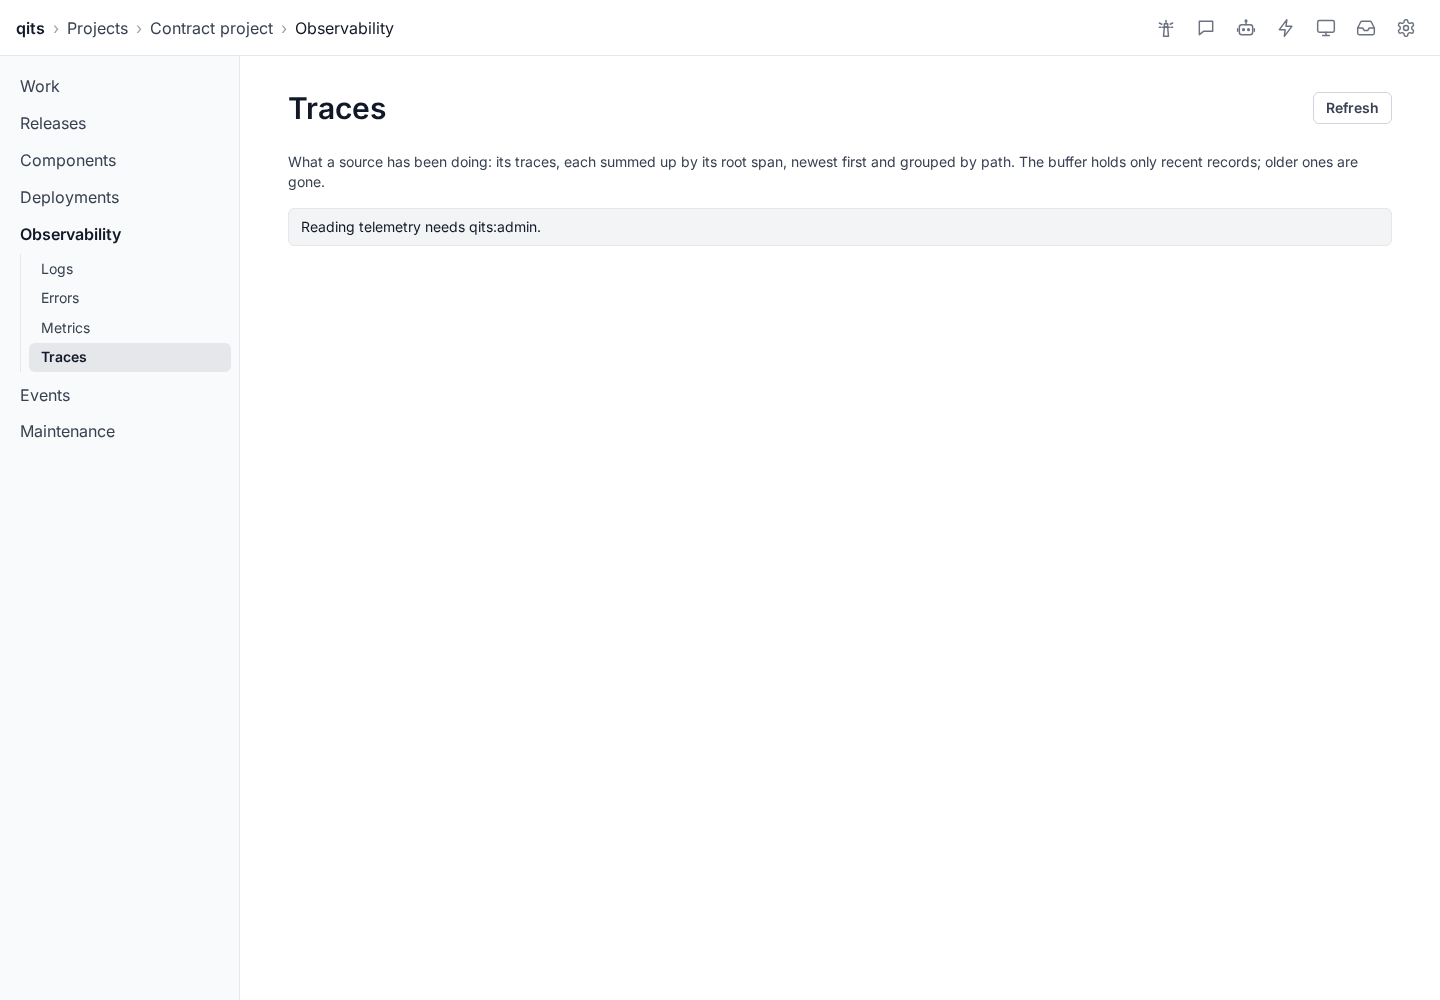 qits › Projects › Contract project › Observability
Work
Releases
Components
Deployments
Observability
Logs
Errors
Metrics
Traces
Events
Maintenance
Traces
Refresh
What a source has been doing: its traces, each summed up by its root span, newest first and grouped by path. The buffer holds only recent records; older ones are
gone.
Reading telemetry needs qits:admin.